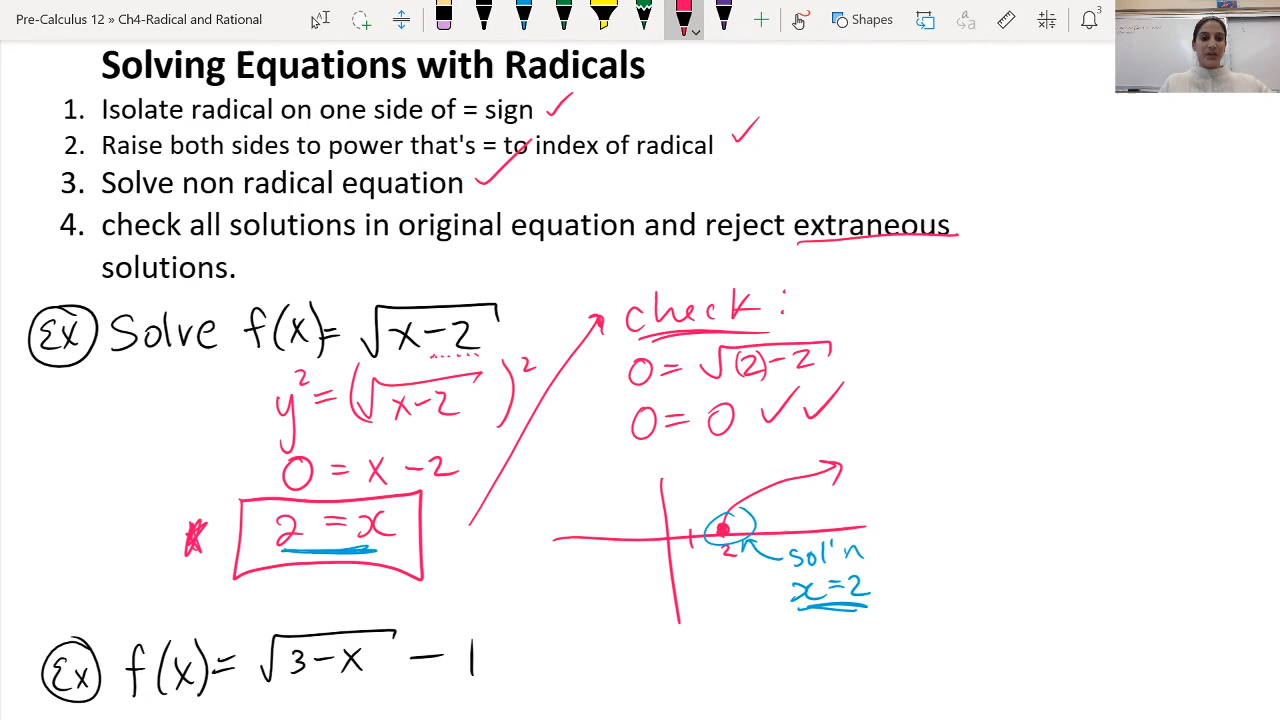 Pre-Calculus 12 » Ch4-Radical and Rational
Shapes
3
Solving Equations with Radicals
1. Isolate radical on one side of = sign ✓
2. Raise both sides to power that's = to index of radical ✓
3. Solve non radical equation ✓
4. check all solutions in original equation and reject extraneous
solutions.
Ex Solve f(x)= √x-2
y² = (√x-2)²
0 = x - 2
2 = x
check:
0 = √(2)-2
0 = 0 ✓✓
2
sol'n
x=2
Ex f(x)= √3-x - 1